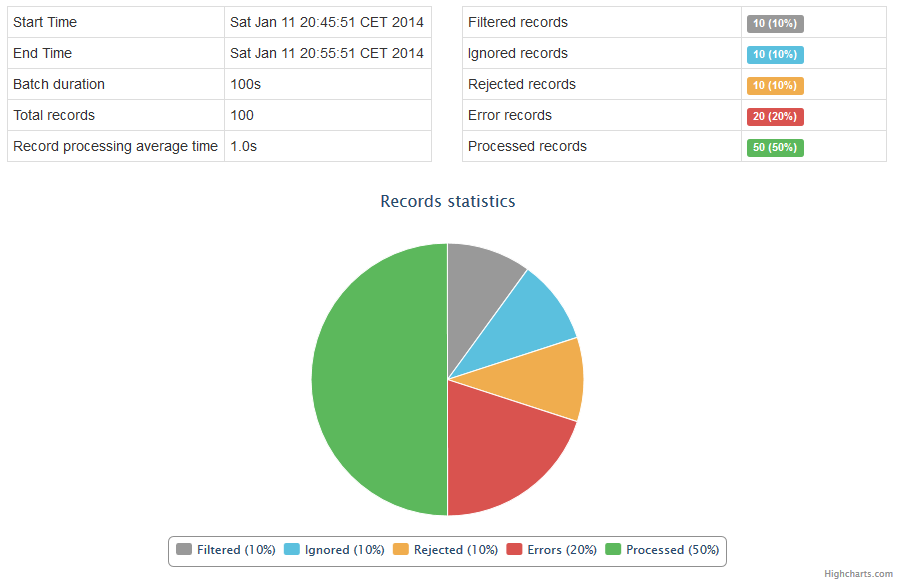 Start Time Sat Jan 11 20:45:51 CET 2014
End Time Sat Jan 11 20:55:51 CET 2014
Batch duration 100s
Total records 100
Record processing average time 1.0s
Filtered records 10 (10%)
Ignored records 10 (10%)
Rejected records 10 (10%)
Error records 20 (20%)
Processed records 50 (50%)
Records statistics
Filtered (10%) Ignored (10%) Rejected (10%) Errors (20%) Processed (50%)
Highcharts.com